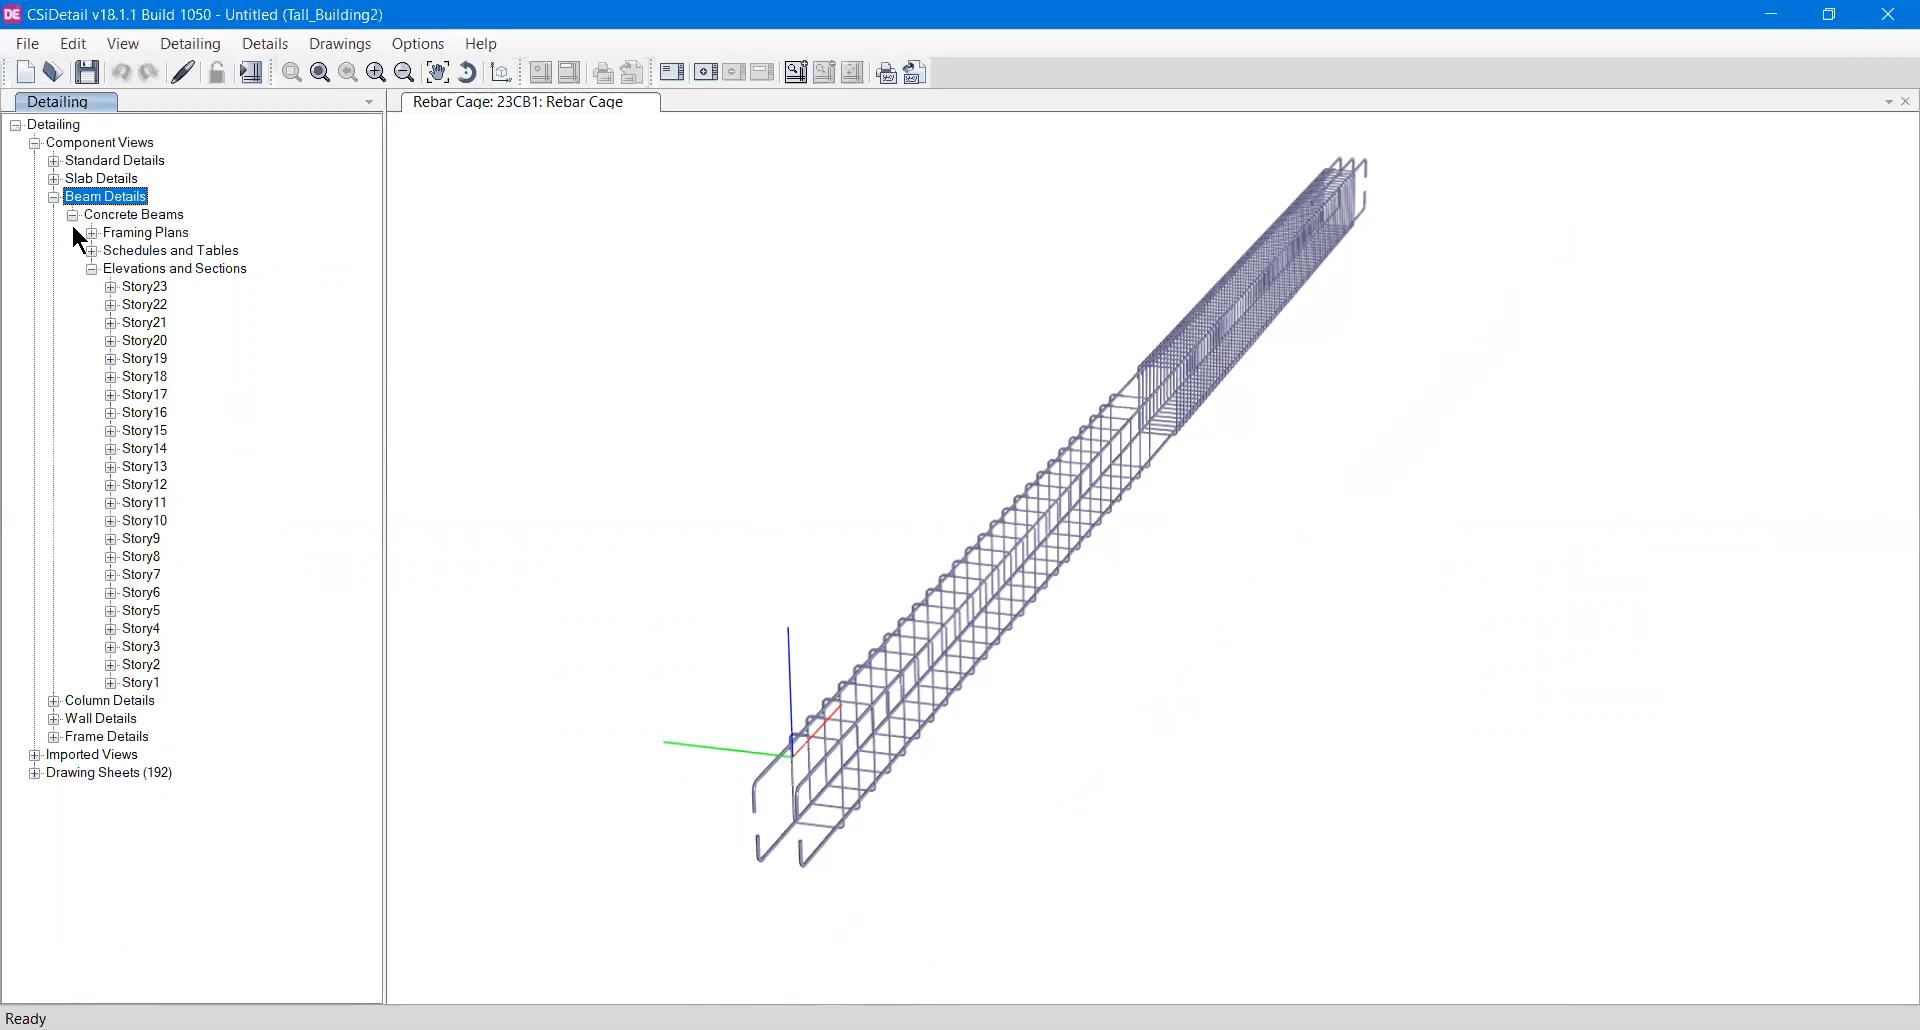 DE CSiDetail v18.1.1 Build 1050 - Untitled (Tall_Building2)
File Edit View Detailing Details Drawings Options Help
Detailing
Rebar Cage: 23CB1: Rebar Cage
Detailing
Component Views
Standard Details
Slab Details
Beam Details
Concrete Beams
Framing Plans
Schedules and Tables
Elevations and Sections
Story23
Story22
Story21
Story20
Story19
Story18
Story17
Story16
Story15
Story14
Story13
Story12
Story11
Story10
Story9
Story8
Story7
Story6
Story5
Story4
Story3
Story2
Story1
Column Details
Wall Details
Frame Details
Imported Views
Drawing Sheets (192)
Ready